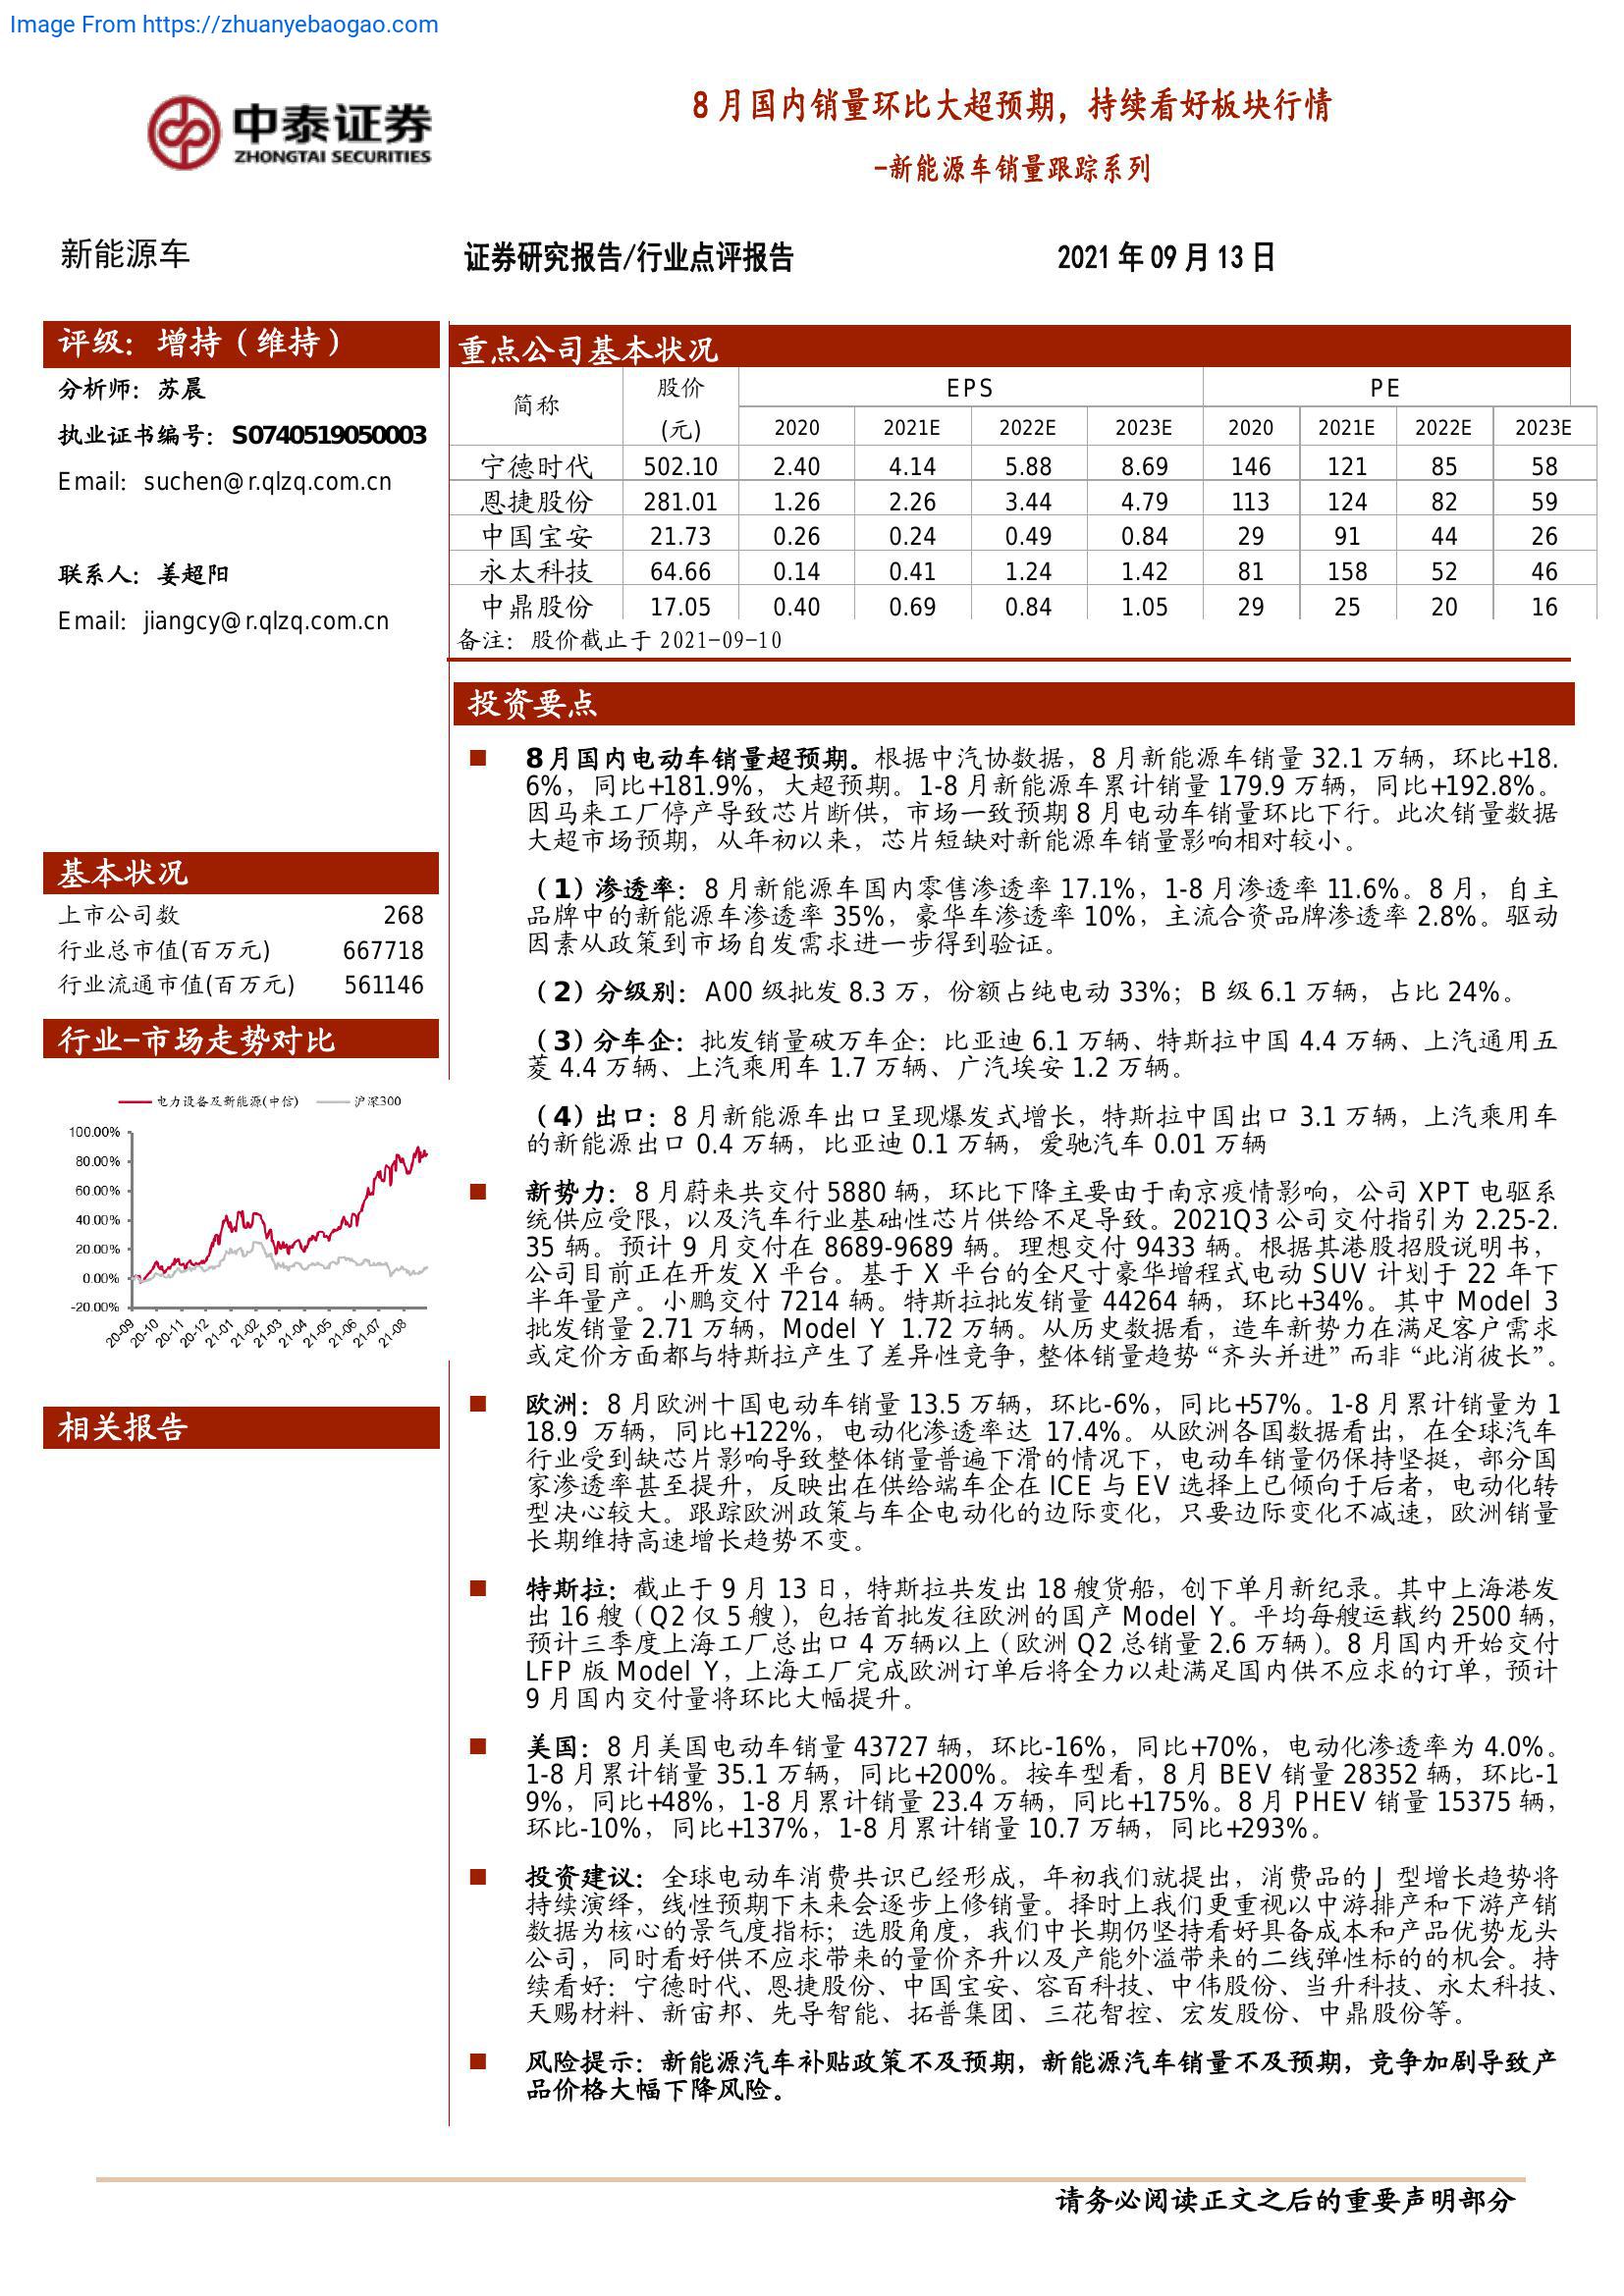 Image From https://zhuanyebaogao.com
中泰证券
ZHONGTAI SECURITIES
8 月国内销量环比大超预期，持续看好板块行情
-新能源车销量跟踪系列
新能源车
证券研究报告/行业点评报告
2021 年 09 月 13 日
评级：增持（维持）
分析师：苏晨
执业证书编号：S0740519050003
Email：suchen@r.qlzq.com.cn
联系人：姜超阳
Email：jiangcy@r.qlzq.com.cn
基本状况
上市公司数 268
行业总市值(百万元) 667718
行业流通市值(百万元) 561146
行业-市场走势对比
电力设备及新能源(中信) 沪深300
100.00%
80.00%
60.00%
40.00%
20.00%
0.00%
-20.00%
20-09 20-10 20-11 20-12 21-01 21-02 21-03 21-04 21-05 21-06 21-07 21-08
相关报告
重点公司基本状况
简称 股价(元) EPS PE
2020 2021E 2022E 2023E 2020 2021E 2022E 2023E
宁德时代 502.10 2.40 4.14 5.88 8.69 146 121 85 58
恩捷股份 281.01 1.26 2.26 3.44 4.79 113 124 82 59
中国宝安 21.73 0.26 0.24 0.49 0.84 29 91 44 26
永太科技 64.66 0.14 0.41 1.24 1.42 81 158 52 46
中鼎股份 17.05 0.40 0.69 0.84 1.05 29 25 20 16
备注：股价截止于 2021-09-10
投资要点
8月国内电动车销量超预期。根据中汽协数据，8 月新能源车销量 32.1 万辆，环比+18.
6%，同比+181.9%，大超预期。1-8 月新能源车累计销量 179.9 万辆，同比+192.8%。
因马来工厂停产导致芯片断供，市场一致预期 8 月电动车销量环比下行。此次销量数据
大超市场预期，从年初以来，芯片短缺对新能源车销量影响相对较小。
（1）渗透率：8 月新能源车国内零售渗透率 17.1%，1-8 月渗透率 11.6%。8 月，自主
品牌中的新能源车渗透率 35%，豪华车渗透率 10%，主流合资品牌渗透率 2.8%。驱动
因素从政策到市场自发需求进一步得到验证。
（2）分级别：A00 级批发 8.3 万，份额占纯电动 33%；B 级 6.1 万辆，占比 24%。
（3）分车企：批发销量破万车企：比亚迪 6.1 万辆、特斯拉中国 4.4 万辆、上汽通用五
菱 4.4 万辆、上汽乘用车 1.7 万辆、广汽埃安 1.2 万辆。
（4）出口：8 月新能源车出口呈现爆发式增长，特斯拉中国出口 3.1 万辆，上汽乘用车
的新能源出口 0.4 万辆，比亚迪 0.1 万辆，爱驰汽车 0.01 万辆
新势力：8 月蔚来共交付 5880 辆，环比下降主要由于南京疫情影响，公司 XPT 电驱系
统供应受限，以及汽车行业基础性芯片供给不足导致。2021Q3 公司交付指引为 2.25-2.
35 辆。预计 9 月交付在 8689-9689 辆。理想交付 9433 辆。根据其港股招股说明书，
公司目前正在开发 X 平台。基于 X 平台的全尺寸豪华增程式电动 SUV 计划于 22 年下
半年量产。小鹏交付 7214 辆。特斯拉批发销量 44264 辆，环比+34%。其中 Model 3
批发销量 2.71 万辆，Model Y 1.72 万辆。从历史数据看，造车新势力在满足客户需求
或定价方面都与特斯拉产生了差异性竞争，整体销量趋势“齐头并进”而非“此消彼长”。
欧洲：8 月欧洲十国电动车销量 13.5 万辆，环比-6%，同比+57%。1-8 月累计销量为 1
18.9 万辆，同比+122%，电动化渗透率达 17.4%。从欧洲各国数据看出，在全球汽车
行业受到缺芯片影响导致整体销量普遍下滑的情况下，电动车销量仍保持坚挺，部分国
家渗透率甚至提升，反映出在供给端车企在 ICE 与 EV 选择上已倾向于后者，电动化转
型决心较大。跟踪欧洲政策与车企电动化的边际变化，只要边际变化不减速，欧洲销量
长期维持高速增长趋势不变。
特斯拉：截止于 9 月 13 日，特斯拉共发出 18 艘货船，创下单月新纪录。其中上海港发
出 16 艘（Q2 仅 5 艘），包括首批发往欧洲的国产 Model Y。平均每艘运载约 2500 辆，
预计三季度上海工厂总出口 4 万辆以上（欧洲 Q2 总销量 2.6 万辆）。8 月国内开始交付
LFP 版 Model Y，上海工厂完成欧洲订单后将全力以赴满足国内供不应求的订单，预计
9 月国内交付量将环比大幅提升。
美国：8 月美国电动车销量 43727 辆，环比-16%，同比+70%，电动化渗透率为 4.0%。
1-8 月累计销量 35.1 万辆，同比+200%。按车型看，8 月 BEV 销量 28352 辆，环比-1
9%，同比+48%，1-8 月累计销量 23.4 万辆，同比+175%。8 月 PHEV 销量 15375 辆，
环比-10%，同比+137%，1-8 月累计销量 10.7 万辆，同比+293%。
投资建议：全球电动车消费共识已经形成，年初我们就提出，消费品的 J 型增长趋势将
持续演绎，线性预期下未来会逐步上修销量。择时上我们更重视以中游排产和下游产销
数据为核心的景气度指标；选股角度，我们中长期仍坚持看好具备成本和产品优势龙头
公司，同时看好供不应求带来的量价齐升以及产能外溢带来的二线弹性标的的机会。持
续看好：宁德时代、恩捷股份、中国宝安、容百科技、中伟股份、当升科技、永太科技、
天赐材料、新宙邦、先导智能、拓普集团、三花智控、宏发股份、中鼎股份等。
风险提示：新能源汽车补贴政策不及预期，新能源汽车销量不及预期，竞争加剧导致产
品价格大幅下降风险。
请务必阅读正文之后的重要声明部分